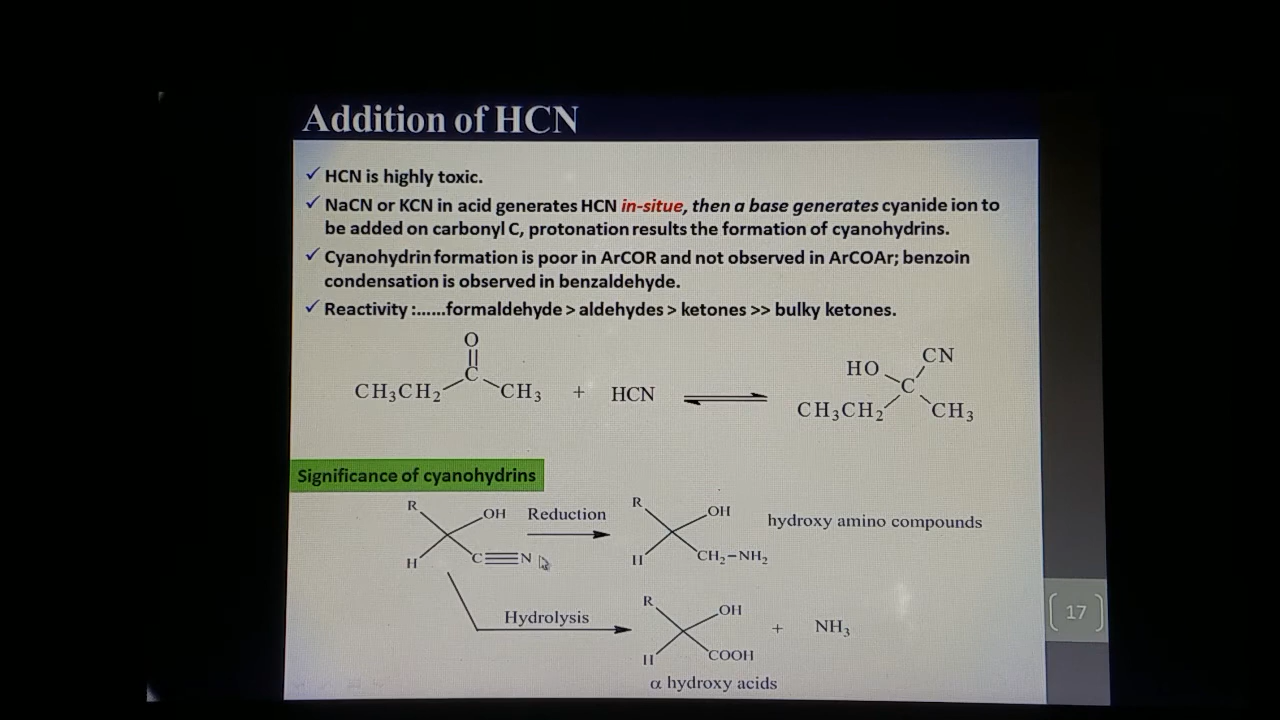 Addition of HCN
✓ HCN is highly toxic.
✓ NaCN or KCN in acid generates HCN in-situe, then a base generates cyanide ion to
be added on carbonyl C, protonation results the formation of cyanohydrins.
✓ Cyanohydrin formation is poor in ArCOR and not observed in ArCOAr; benzoin
condensation is observed in benzaldehyde.
✓ Reactivity :......formaldehyde > aldehydes > ketones >> bulky ketones.
O
C
CH₃CH₂ CH₃ + HCN
HO CN
C
CH₃CH₂ CH₃
Significance of cyanohydrins
R OH Reduction R OH hydroxy amino compounds
H C≡N H CH₂-NH₂
Hydrolysis R OH
+ NH₃
H COOH
α hydroxy acids
17